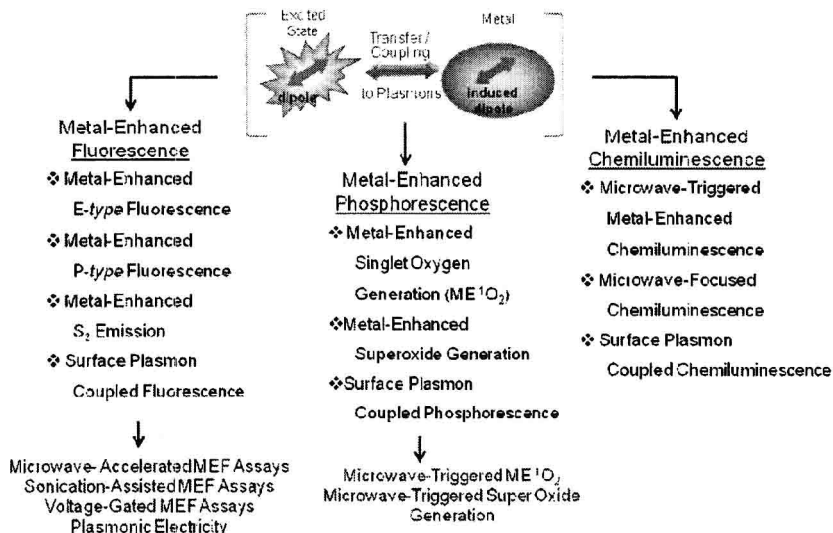 Excited
State
Transfer/
Coupling
to Plasmons
dipole
Metal
Induced
dipole
Metal-Enhanced
Fluorescence
❖ Metal-Enhanced
E-type Fluorescence
❖ Metal-Enhanced
P-type Fluorescence
❖ Metal-Enhanced
S₂ Emission
❖ Surface Plasmon
Coupled Fluorescence
Microwave-Accelerated MEF Assays
Sonication-Assisted MEF Assays
Voltage-Gated MEF Assays
Plasmonic Electricity
Metal-Enhanced
Phosphorescence
❖ Metal-Enhanced
Singlet Oxygen
Generation (ME¹O₂)
❖Metal-Enhanced
Superoxide Generation
❖Surface Plasmon
Coupled Phosphorescence
Microwave-Triggered ME¹O₂
Microwave-Triggered Super Oxide
Generation
Metal-Enhanced
Chemiluminescence
❖ Microwave-Triggered
Metal-Enhanced
Chemiluminescence
❖ Microwave-Focused
Chemiluminescence
❖ Surface Plasmon
Coupled Chemiluminescence